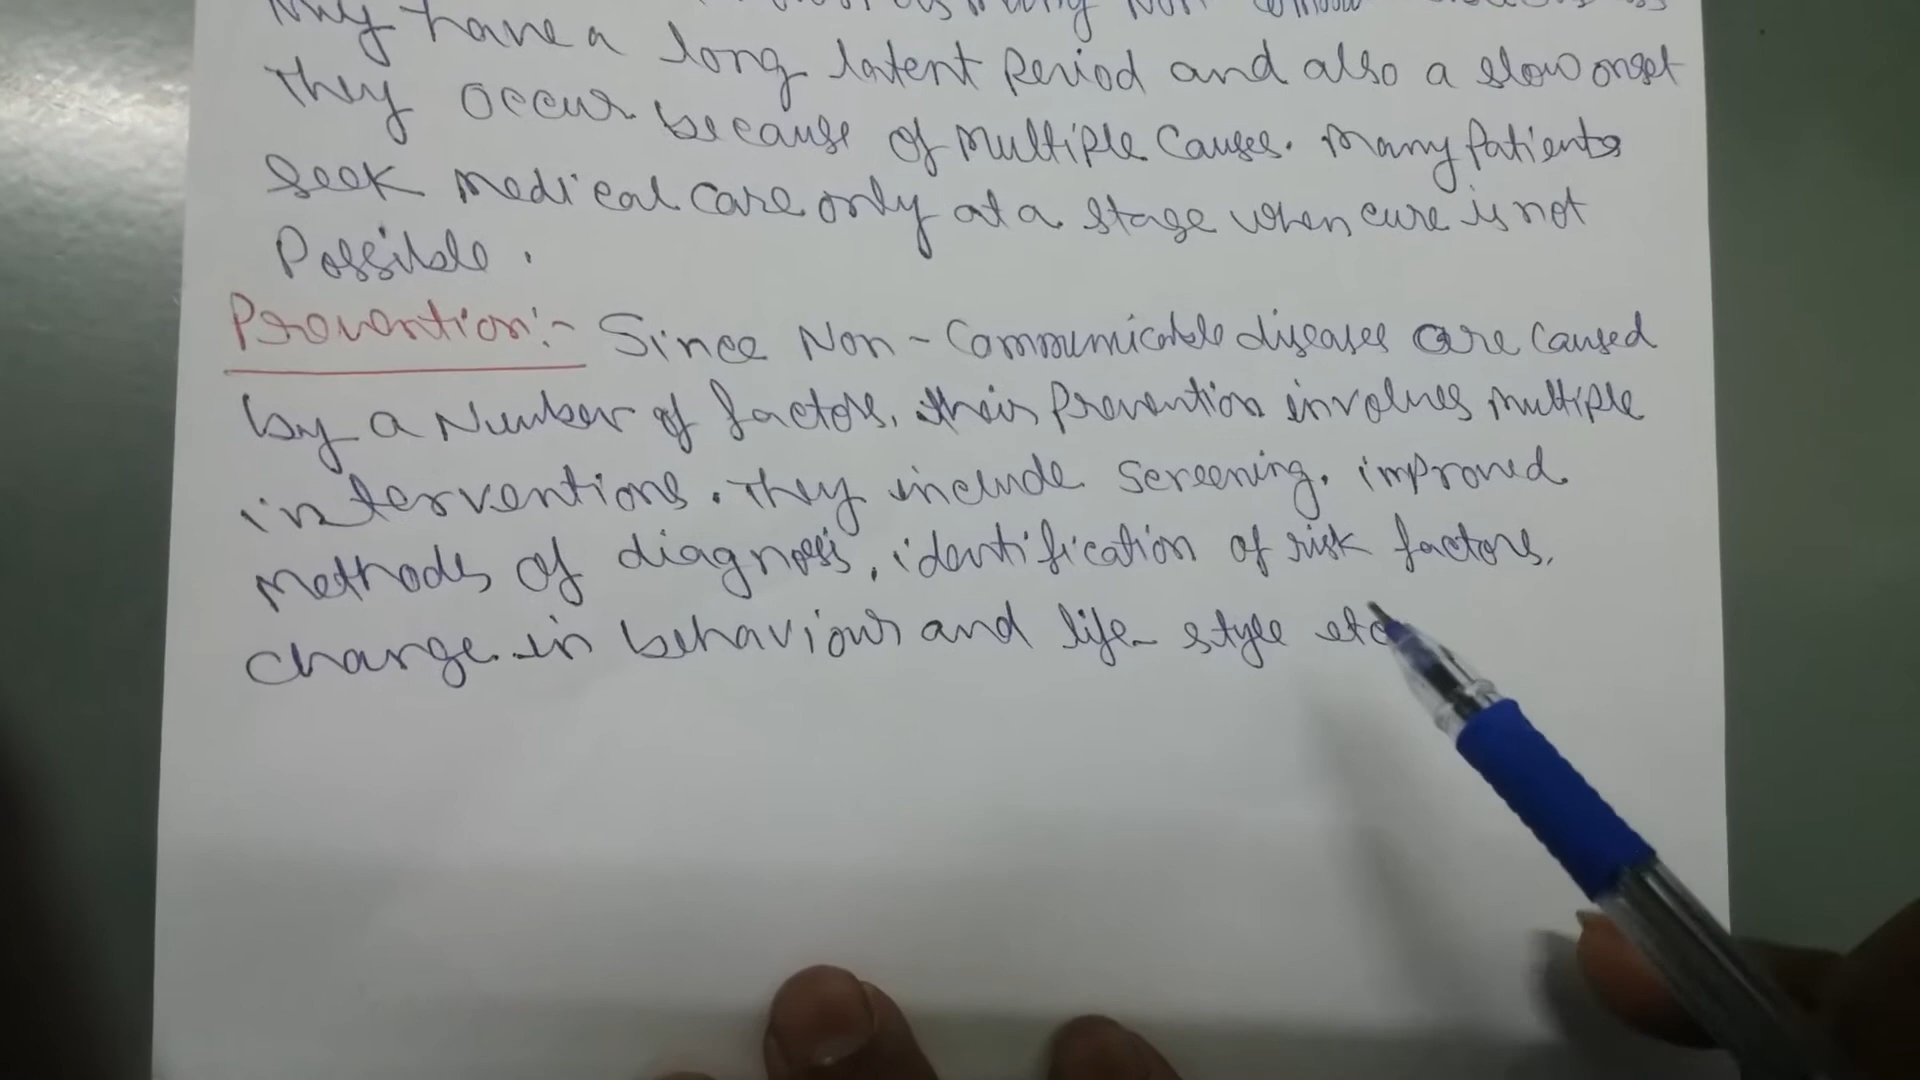 They have a long latent Period and also a slow onset
They occur because of Multiple Causes. Many Patients
Seek Medical Care only at a stage when cure is not
Possible.
Prevention:- Since Non-Communicable diseases are Caused
by a Number of factors, their Prevention involves multiple
interventions. They include Screening, improved
Methods of diagnosis, identification of risk factors,
Change in behaviour and life-style etc